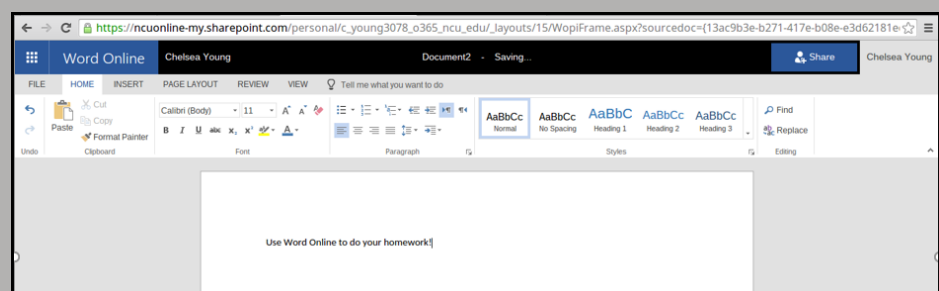 https://ncuonline-my.sharepoint.com/personal/c_young3078_o365_ncu_edu/_layouts/15/WopiFrame.aspx?sourcedoc={13ac9b3e-b271-417e-b08e-e3d62181e
Word Online Chelsea Young Document2 - Saving... Share Chelsea Young
FILE HOME INSERT PAGE LAYOUT REVIEW VIEW Tell me what you want to do
Cut
Copy
Paste Format Painter
Calibri (Body) 11
B I U abc x₂ x² A
AaBbCc AaBbCc AaBbC AaBbCc AaBbCc
Normal No Spacing Heading 1 Heading 2 Heading 3
Find
Replace
Undo Clipboard Font Paragraph Styles Editing
Use Word Online to do your homework!